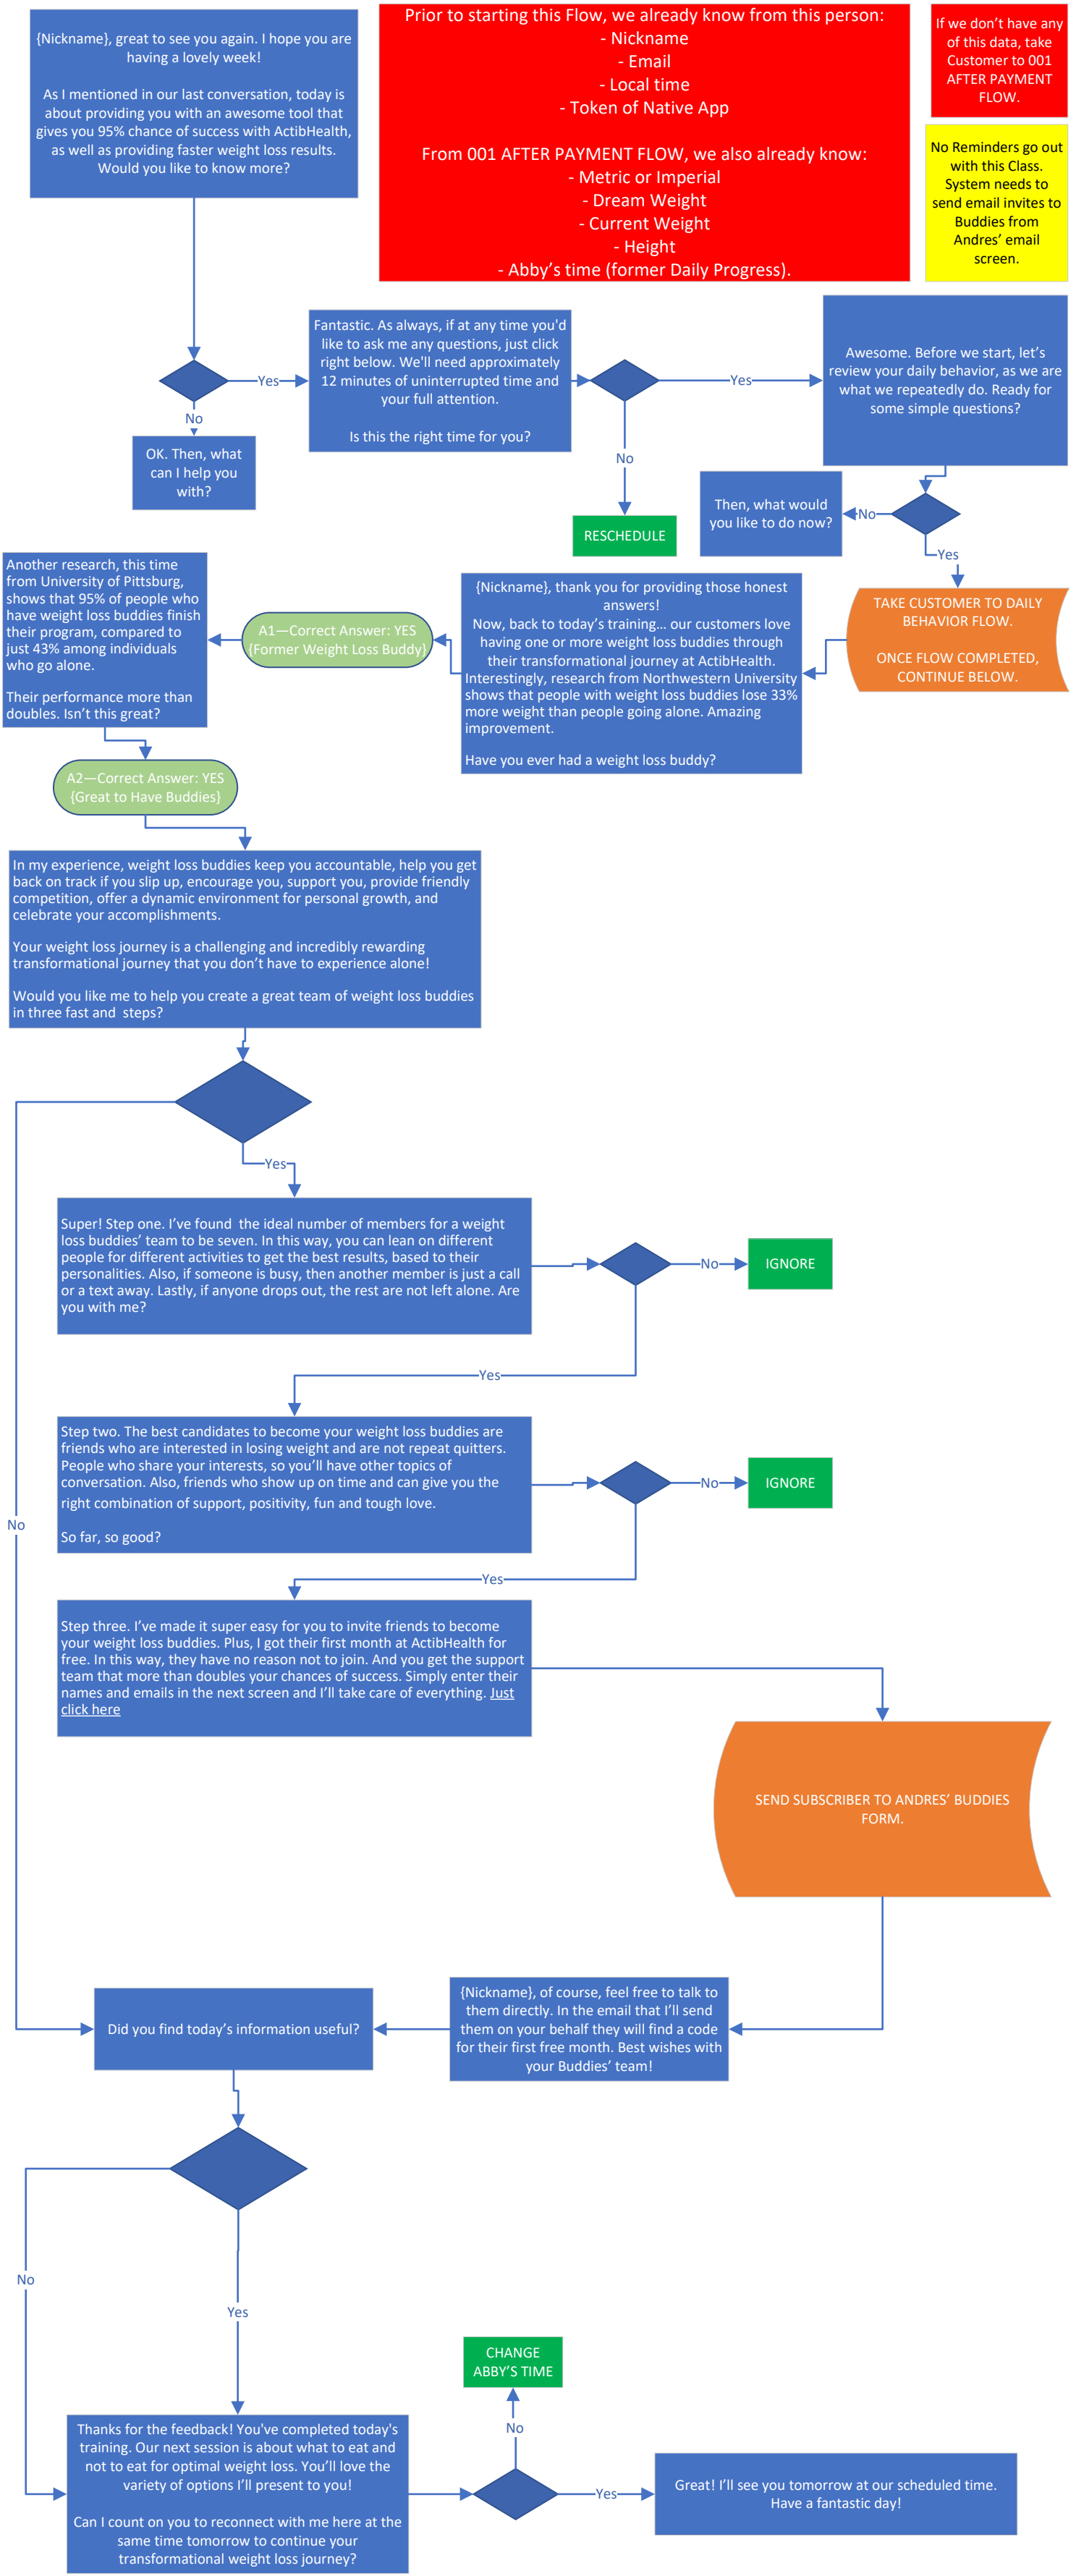 {Nickname}, great to see you again. I hope you are
having a lovely week!
As I mentioned in our last conversation, today is
about providing you with an awesome tool that
gives you 95% chance of success with ActibHealth,
as well as providing faster weight loss results.
Would you like to know more?
Prior to starting this Flow, we already know from this person:
- Nickname
- Email
- Local time
- Token of Native App
From 001 AFTER PAYMENT FLOW, we also already know:
- Metric or Imperial
- Dream Weight
- Current Weight
- Height
- Abby's time (former Daily Progress).
If we don't have any
of this data, take
Customer to 001
AFTER PAYMENT
FLOW.
No Reminders go out
with this Class.
System needs to
send email invites to
Buddies from
Andres' email
screen.
Yes
No
OK. Then, what
can I help you
with?
Fantastic. As always, if at any time you'd
like to ask me any questions, just click
right below. We'll need approximately
12 minutes of uninterrupted time and
your full attention.
Is this the right time for you?
Yes
No
RESCHEDULE
Awesome. Before we start, let's
review your daily behavior, as we are
what we repeatedly do. Ready for
some simple questions?
No
Then, what would
you like to do now?
Yes
TAKE CUSTOMER TO DAILY
BEHAVIOR FLOW.
ONCE FLOW COMPLETED,
CONTINUE BELOW.
{Nickname}, thank you for providing those honest
answers!
Now, back to today's training… our customers love
having one or more weight loss buddies through
their transformational journey at ActibHealth.
Interestingly, research from Northwestern University
shows that people with weight loss buddies lose 33%
more weight than people going alone. Amazing
improvement.
Have you ever had a weight loss buddy?
A1—Correct Answer: YES
{Former Weight Loss Buddy}
Another research, this time
from University of Pittsburg,
shows that 95% of people who
have weight loss buddies finish
their program, compared to
just 43% among individuals
who go alone.
Their performance more than
doubles. Isn't this great?
A2—Correct Answer: YES
{Great to Have Buddies}
In my experience, weight loss buddies keep you accountable, help you get
back on track if you slip up, encourage you, support you, provide friendly
competition, offer a dynamic environment for personal growth, and
celebrate your accomplishments.
Your weight loss journey is a challenging and incredibly rewarding
transformational journey that you don't have to experience alone!
Would you like me to help you create a great team of weight loss buddies
in three fast and steps?
Yes
No
Super! Step one. I've found the ideal number of members for a weight
loss buddies' team to be seven. In this way, you can lean on different
people for different activities to get the best results, based to their
personalities. Also, if someone is busy, then another member is just a call
or a text away. Lastly, if anyone drops out, the rest are not left alone. Are
you with me?
No
IGNORE
Yes
Step two. The best candidates to become your weight loss buddies are
friends who are interested in losing weight and are not repeat quitters.
People who share your interests, so you'll have other topics of
conversation. Also, friends who show up on time and can give you the
right combination of support, positivity, fun and tough love.
So far, so good?
No
IGNORE
Yes
Step three. I've made it super easy for you to invite friends to become
your weight loss buddies. Plus, I got their first month at ActibHealth for
free. In this way, they have no reason not to join. And you get the support
team that more than doubles your chances of success. Simply enter their
names and emails in the next screen and I'll take care of everything. Just
click here
SEND SUBSCRIBER TO ANDRES' BUDDIES
FORM.
{Nickname}, of course, feel free to talk to
them directly. In the email that I'll send
them on your behalf they will find a code
for their first free month. Best wishes with
your Buddies' team!
Did you find today's information useful?
No
Yes
Thanks for the feedback! You've completed today's
training. Our next session is about what to eat and
not to eat for optimal weight loss. You'll love the
variety of options I'll present to you!
Can I count on you to reconnect with me here at the
same time tomorrow to continue your
transformational weight loss journey?
CHANGE
ABBY'S TIME
No
Yes
Great! I'll see you tomorrow at our scheduled time.
Have a fantastic day!